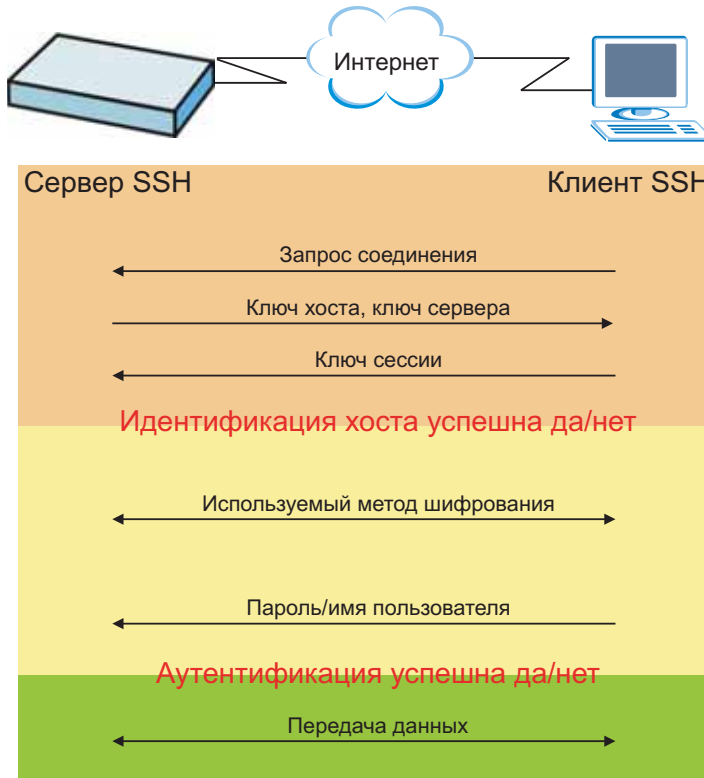 Интернет
Сервер SSH
Клиент SSH
Запрос соединения
Ключ хоста, ключ сервера
Ключ сессии
Идентификация хоста успешна да/нет
Используемый метод шифрования
Пароль/имя пользователя
Аутентификация успешна да/нет
Передача данных